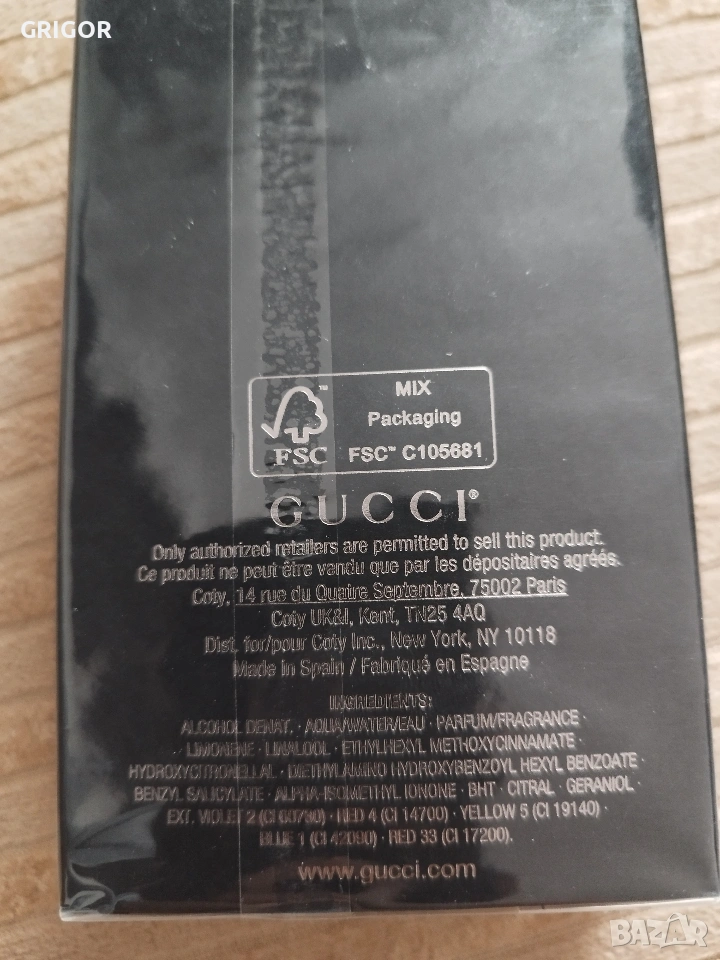 GRIGOR
MIX
Packaging
FSC™ C105681
FSC
GUCCI®
Only authorized retailers are permitted to sell this product.
Ce produit ne peut être vendu que par les dépositaires agréés.
Coty, 14 rue du Quatre Septembre, 75002 Paris
Coty UK&I, Kent, TN25 4AQ
Dist. for/pour Coty Inc., New York, NY 10118
Made in Spain / Fabriqué en Espagne
INGREDIENTS:
ALCOHOL DENAT. · AQUA/WATER/EAU · PARFUM/FRAGRANCE ·
LIMONENE · LINALOOL · ETHYLHEXYL METHOXYCINNAMATE ·
HYDROXYCITRONELLAL · DIETHYLAMINO HYDROXYBENZOYL HEXYL BENZOATE ·
BENZYL SALICYLATE · ALPHA-ISOMETHYL IONONE · BHT · CITRAL · GERANIOL ·
EXT. VIOLET 2 (CI 60730) · RED 4 (CI 14700) · YELLOW 5 (CI 19140) ·
BLUE 1 (CI 42090) · RED 33 (CI 17200).
www.gucci.com
BAZAR